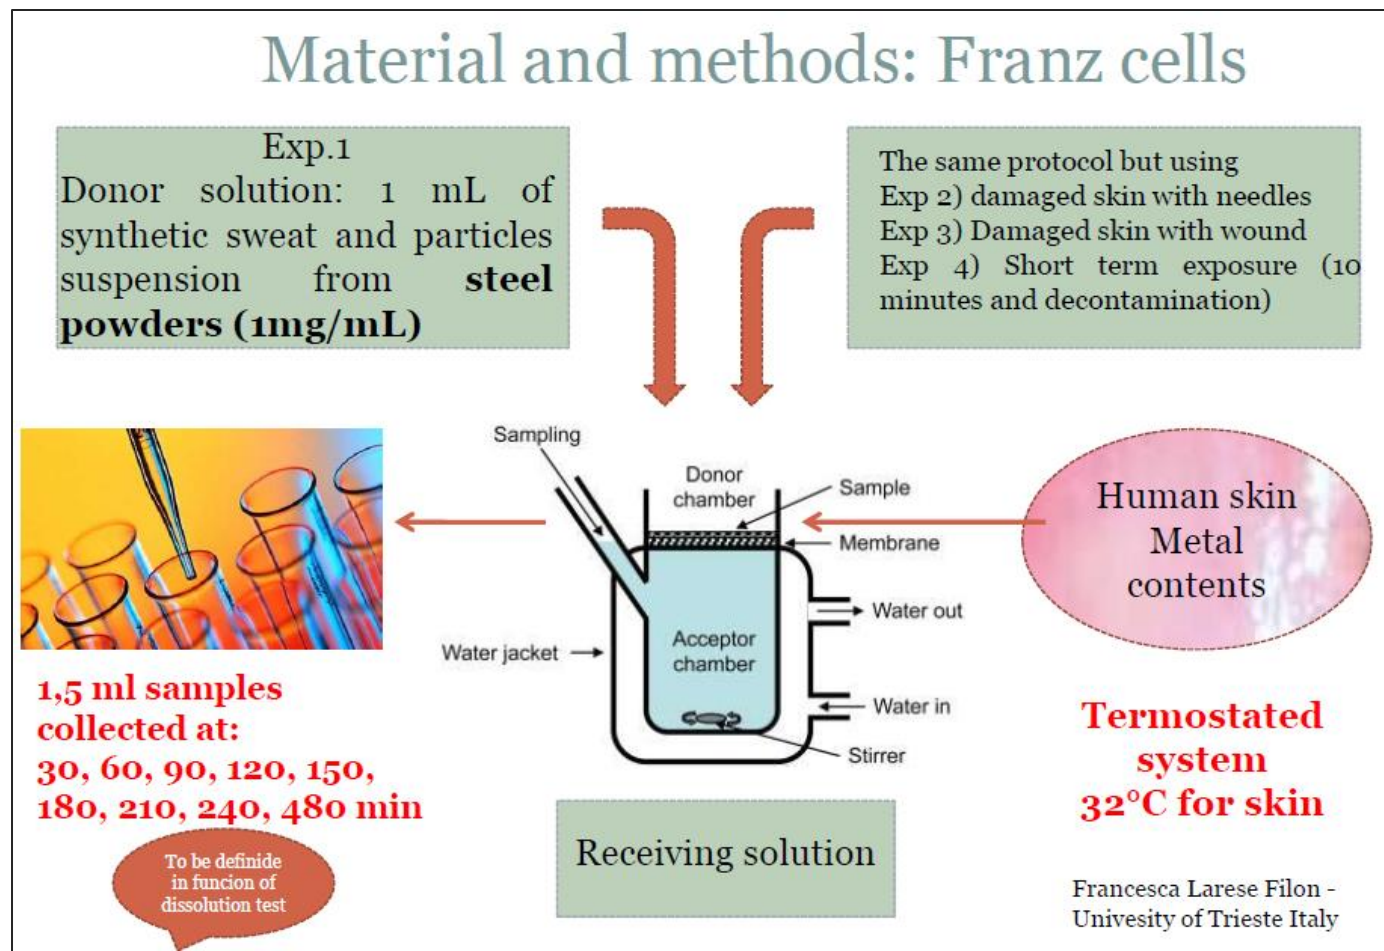 Material and methods: Franz cells
Exp.1
Donor solution: 1 mL of
synthetic sweat and particles
suspension from steel
powders (1mg/mL)
The same protocol but using
Exp 2) damaged skin with needles
Exp 3) Damaged skin with wound
Exp 4) Short term exposure (10
minutes and decontamination)
Sampling
Donor
chamber
Sample
Membrane
Water out
Acceptor
chamber
Water jacket
Water in
Stirrer
Human skin
Metal
contents
1,5 ml samples
collected at:
30, 60, 90, 120, 150,
180, 210, 240, 480 min
To be definide
in funcion of
dissolution test
Receiving solution
Termostated
system
32°C for skin
Francesca Larese Filon -
Univesity of Trieste Italy